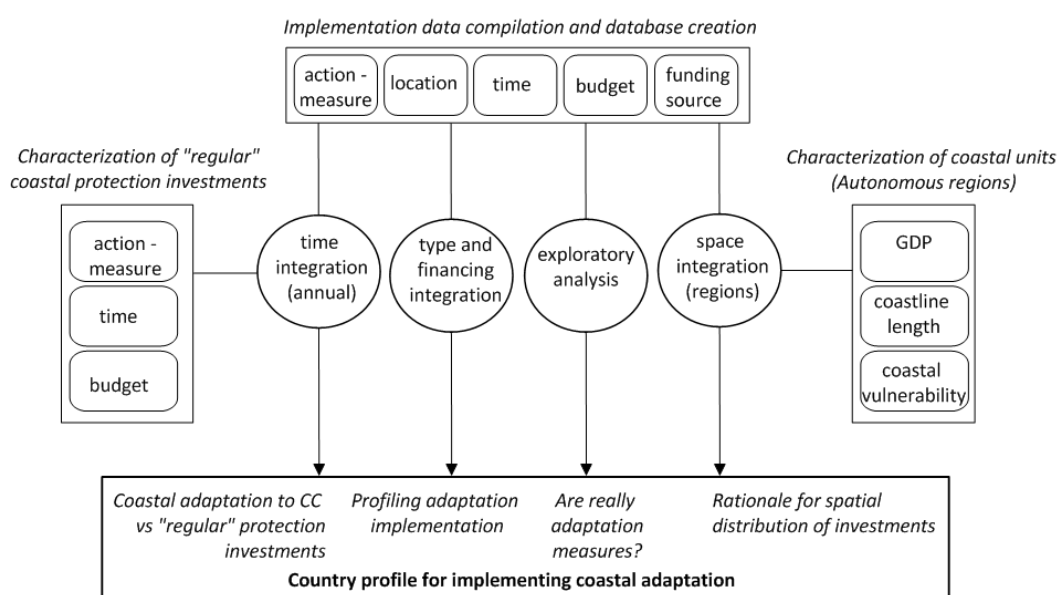 Implementation data compilation and database creation
action -
measure
location
time
budget
funding
source
Characterization of "regular"
coastal protection investments
action -
measure
time
budget
time
integration
(annual)
type and
financing
integration
exploratory
analysis
space
integration
(regions)
Characterization of coastal units
(Autonomous regions)
GDP
coastline
length
coastal
vulnerability
Coastal adaptation to CC
vs "regular" protection
investments
Profiling adaptation
implementation
Are really
adaptation
measures?
Rationale for spatial
distribution of investments
Country profile for implementing coastal adaptation